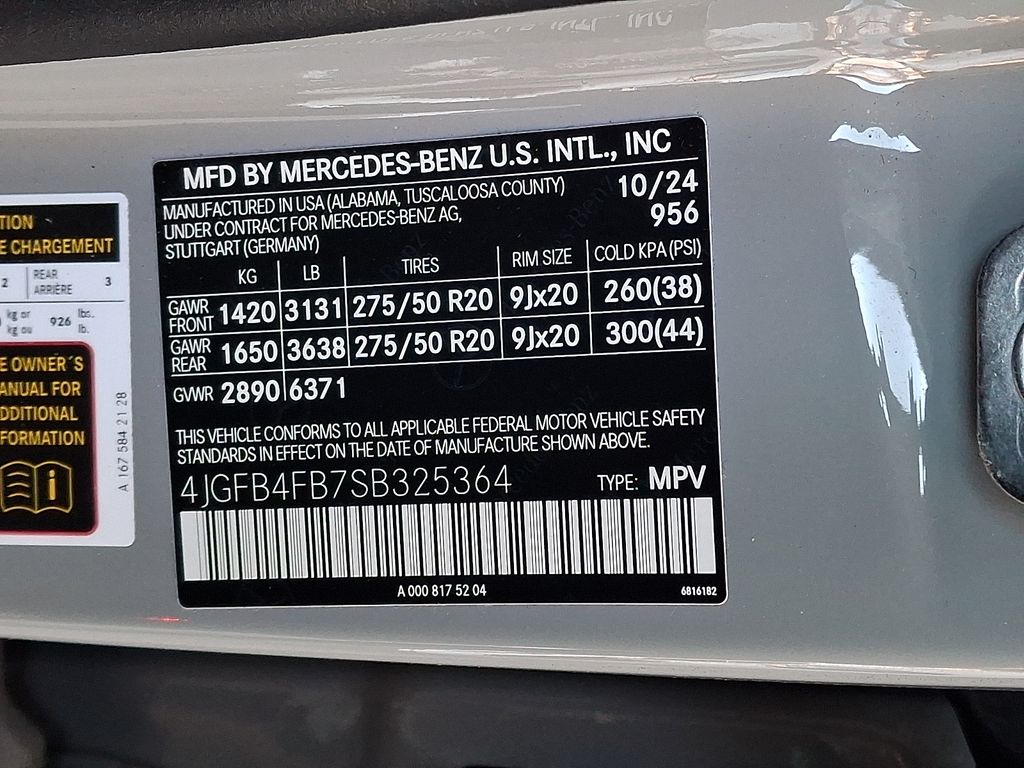 MFD BY MERCEDES-BENZ U.S. INTL., INC
MANUFACTURED IN USA (ALABAMA, TUSCALOOSA COUNTY) 10/24
UNDER CONTRACT FOR MERCEDES-BENZ AG, 956
STUTTGART (GERMANY)
KG LB TIRES RIM SIZE COLD KPA (PSI)
GAWR FRONT 1420 3131 275/50 R20 9Jx20 260(38)
GAWR REAR 1650 3638 275/50 R20 9Jx20 300(44)
GVWR 2890 6371
THIS VEHICLE CONFORMS TO ALL APPLICABLE FEDERAL MOTOR VEHICLE SAFETY
STANDARDS IN EFFECT ON THE DATE OF MANUFACTURE SHOWN ABOVE.
4JGFB4FB7SB325364 TYPE: MPV
A 000 817 52 04 6816182
TION
E CHARGEMENT
2 REAR 3
ARRIÈRE
kg or 926 lbs.
kg ou lb.
E OWNER´S
ANUAL FOR
DDITIONAL
FORMATION
A 167 584 21 28